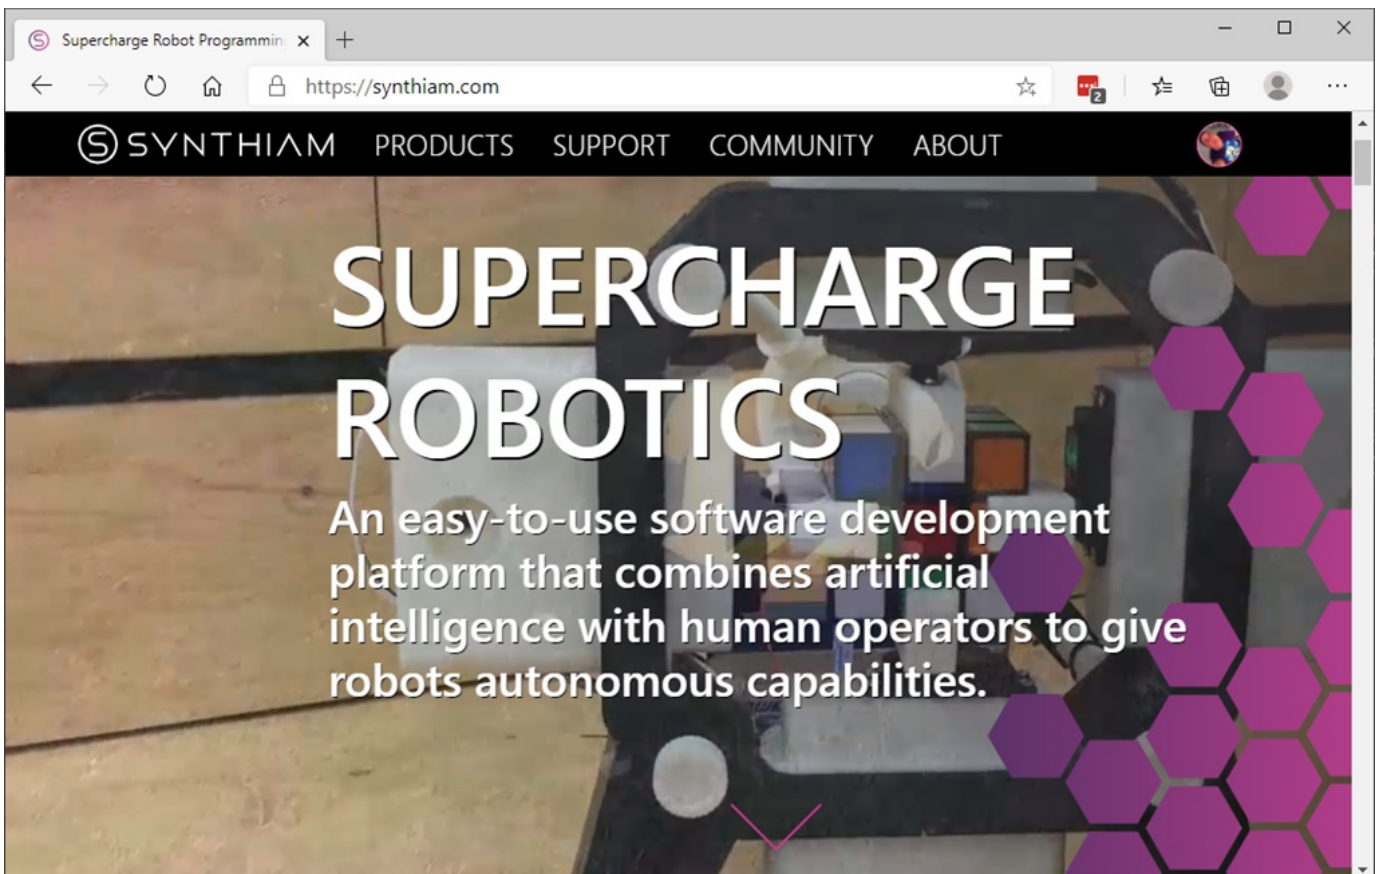 Supercharge Robot Programmin
https://synthiam.com
2
SYNTHIAM PRODUCTS SUPPORT COMMUNITY ABOUT
SUPERCHARGE
ROBOTICS
An easy-to-use software development
platform that combines artificial
intelligence with human operators to give
robots autonomous capabilities.